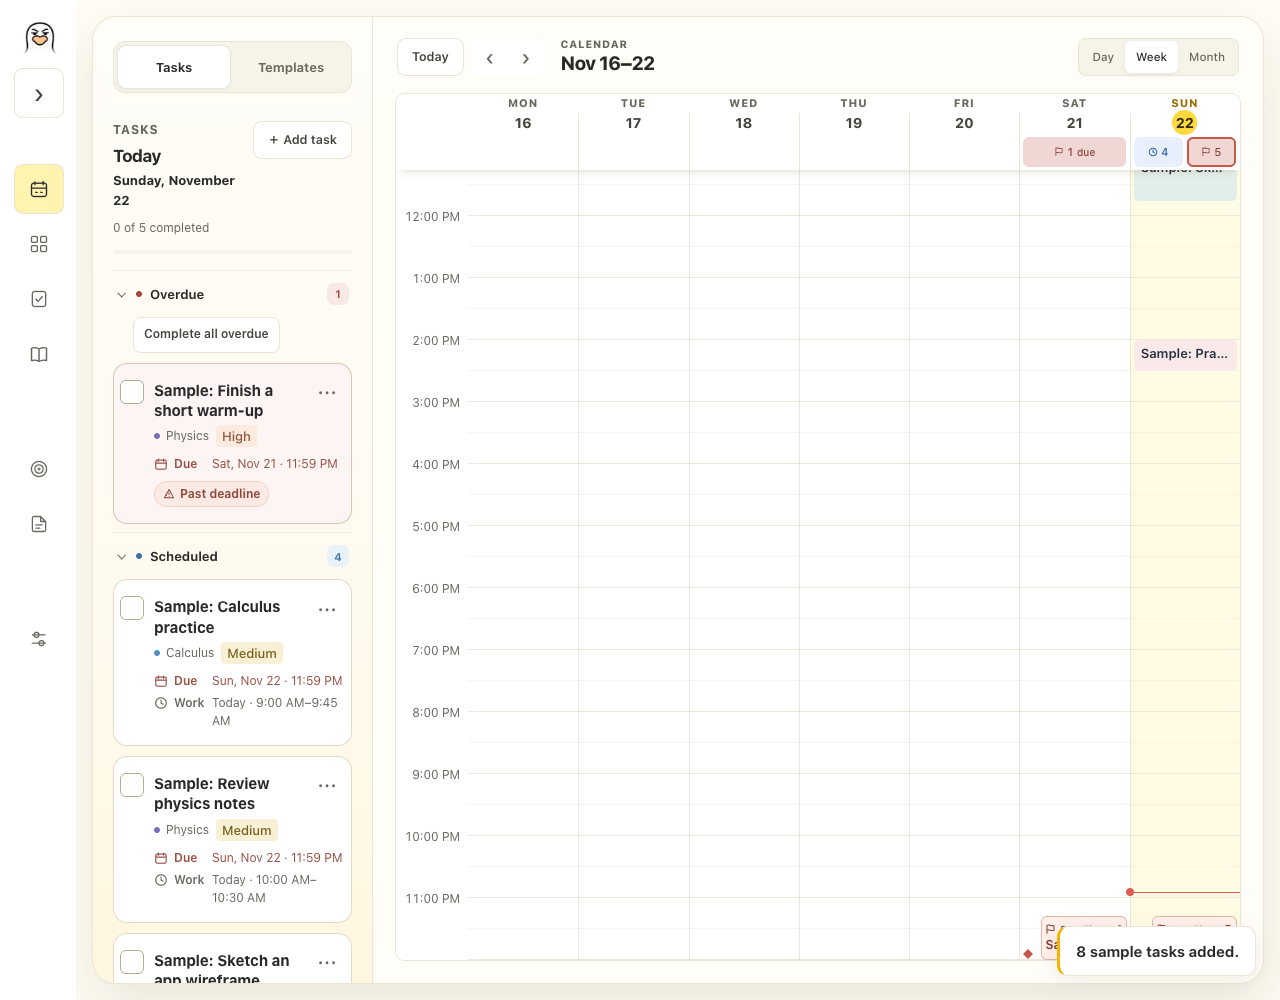 Tasks
Templates
TASKS
Today
Sunday, November
22
+ Add task
0 of 5 completed
Overdue
1
Complete all overdue
Sample: Finish a
short warm-up
Physics
High
Due
Sat, Nov 21 · 11:59 PM
Past deadline
Scheduled
4
Sample: Calculus
practice
Calculus
Medium
Due
Sun, Nov 22 · 11:59 PM
Work
Today · 9:00 AM–9:45
AM
Sample: Review
physics notes
Physics
Medium
Due
Sun, Nov 22 · 11:59 PM
Work
Today · 10:00 AM–
10:30 AM
Sample: Sketch an
app wireframe
Today
CALENDAR
Nov 16–22
Day
Week
Month
MON
16
TUE
17
WED
18
THU
19
FRI
20
SAT
21
SUN
22
1 due
4
5
Sample: Sk...
12:00 PM
1:00 PM
2:00 PM
Sample: Pra...
3:00 PM
4:00 PM
5:00 PM
6:00 PM
7:00 PM
8:00 PM
9:00 PM
10:00 PM
11:00 PM
8 sample tasks added.